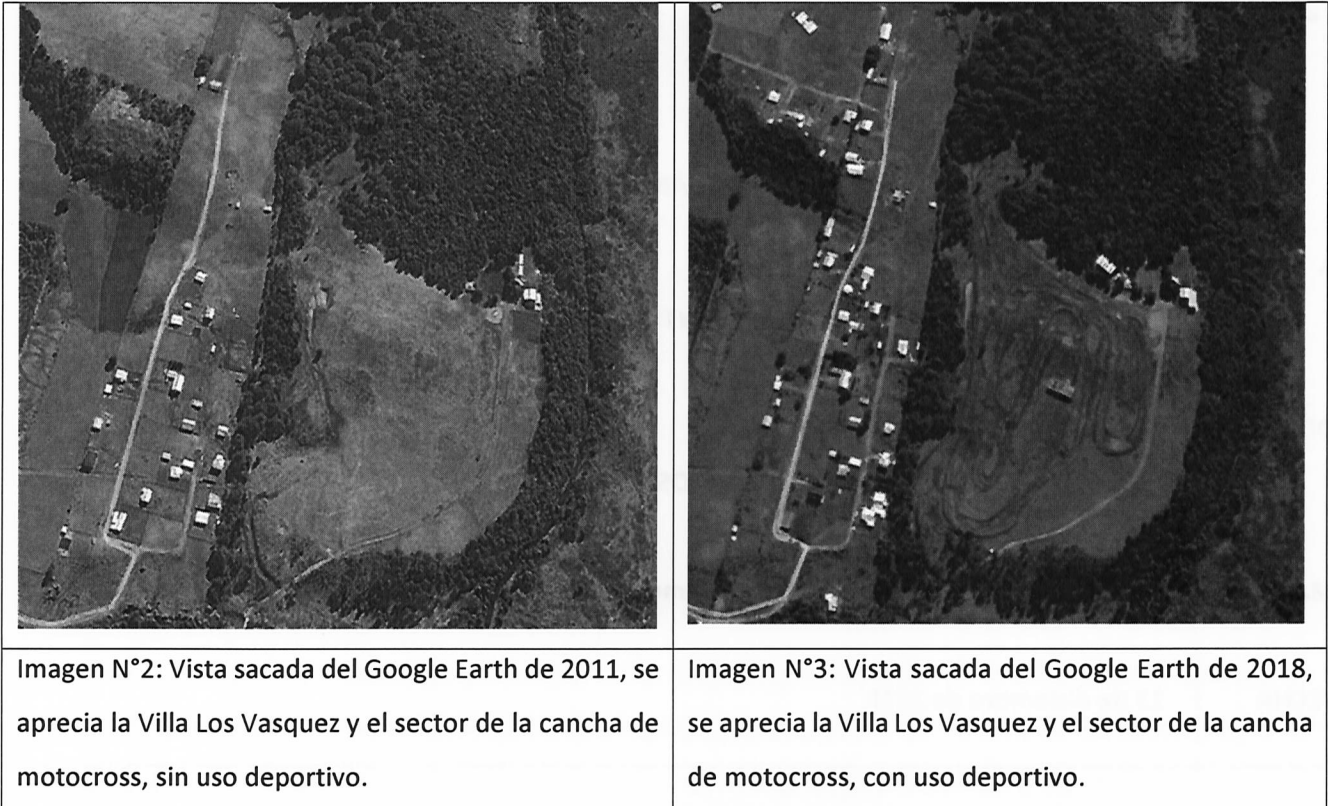 Imagen N°2: Vista sacada del Google Earth de 2011, se
aprecia la Villa Los Vasquez y el sector de la cancha de
motocross, sin uso deportivo.
Imagen N°3: Vista sacada del Google Earth de 2018,
se aprecia la Villa Los Vasquez y el sector de la cancha
de motocross, con uso deportivo.